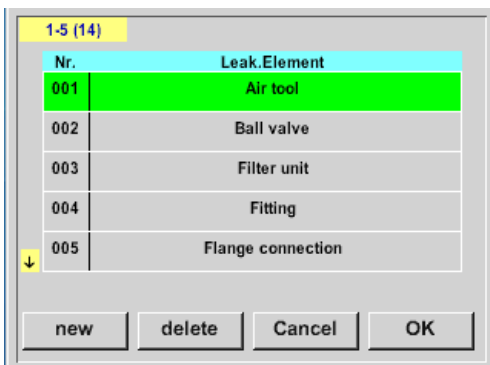 1-5 (14)
Nr. Leak.Element
001 Air tool
002 Ball valve
003 Filter unit
004 Fitting
005 Flange connection
↓
new delete Cancel OK